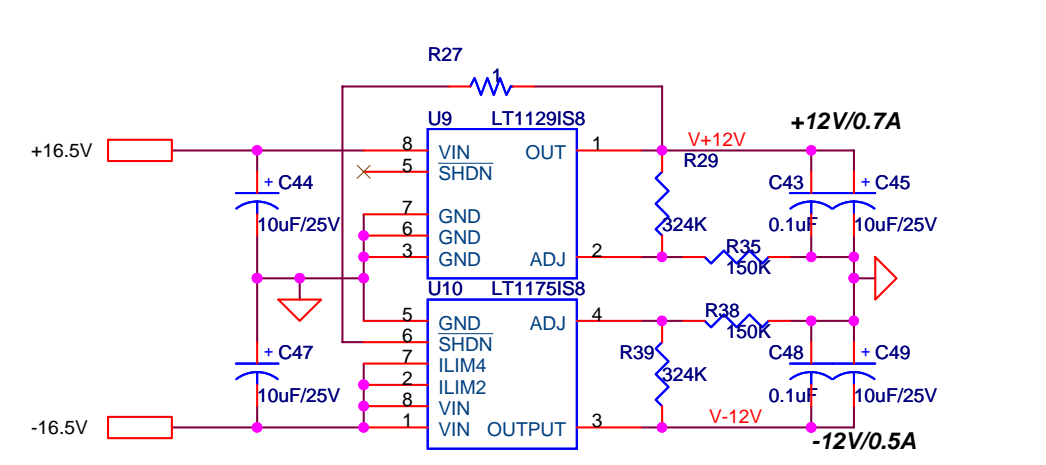 R27
1
U9 LT1129IS8
+12V/0.7A
+16.5V
8 VIN OUT 1
V+12V
5 SHDN
R29
+ C44
10uF/25V
7 GND
6 GND
3 GND ADJ 2
324K
R35
150K
C43
0.1uF
+ C45
10uF/25V
U10 LT1175IS8
5 GND ADJ 4
6 SHDN
7 ILIM4
2 ILIM2
8 VIN
1 VIN OUTPUT 3
R38
150K
R39
324K
+ C47
10uF/25V
C48
0.1uF
+ C49
10uF/25V
-16.5V
V-12V
-12V/0.5A